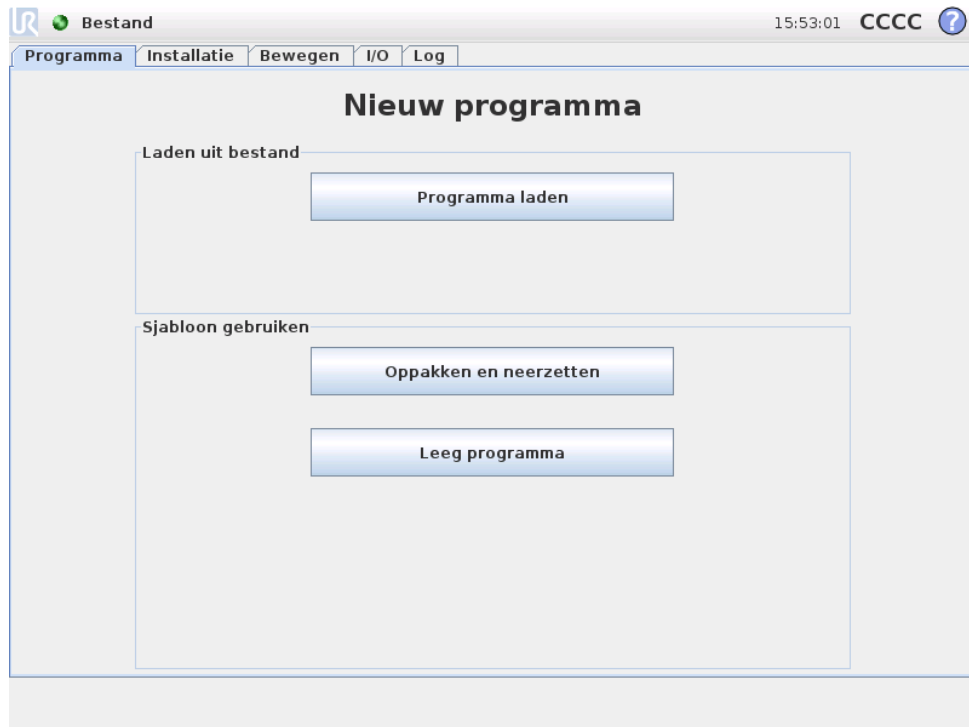 UR Bestand 15:53:01 CCCC ?
Programma Installatie Bewegen I/O Log
Nieuw programma
Laden uit bestand
Programma laden
Sjabloon gebruiken
Oppakken en neerzetten
Leeg programma